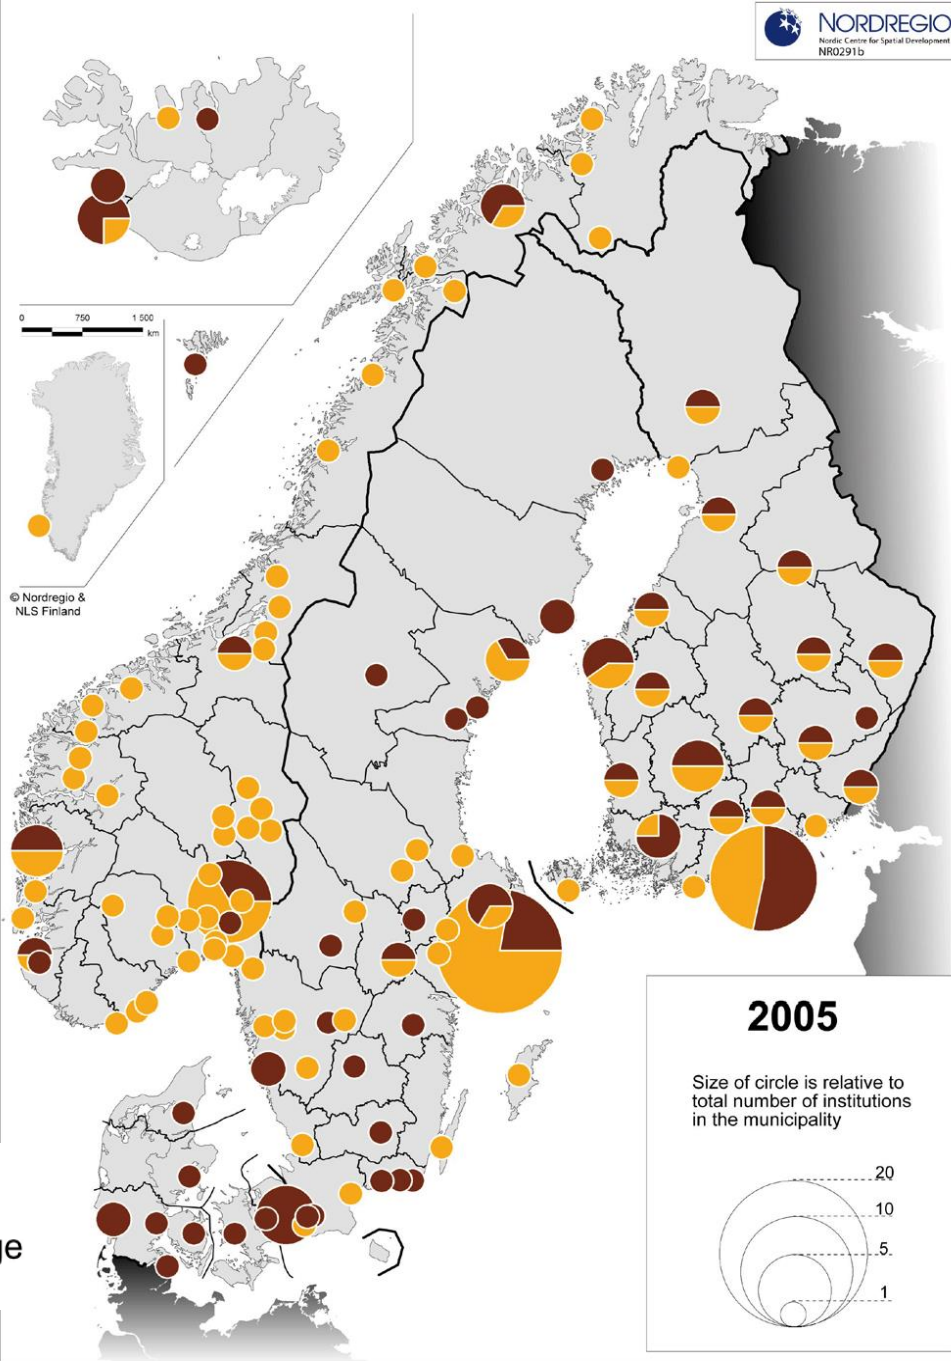 NORDREGIO
Nordic Centre for Spatial Development
NR0291b
0 750 1 500
km
© Nordregio &
NLS Finland
2005
Size of circle is relative to
total number of institutions
in the municipality
20
10
5
1
ge